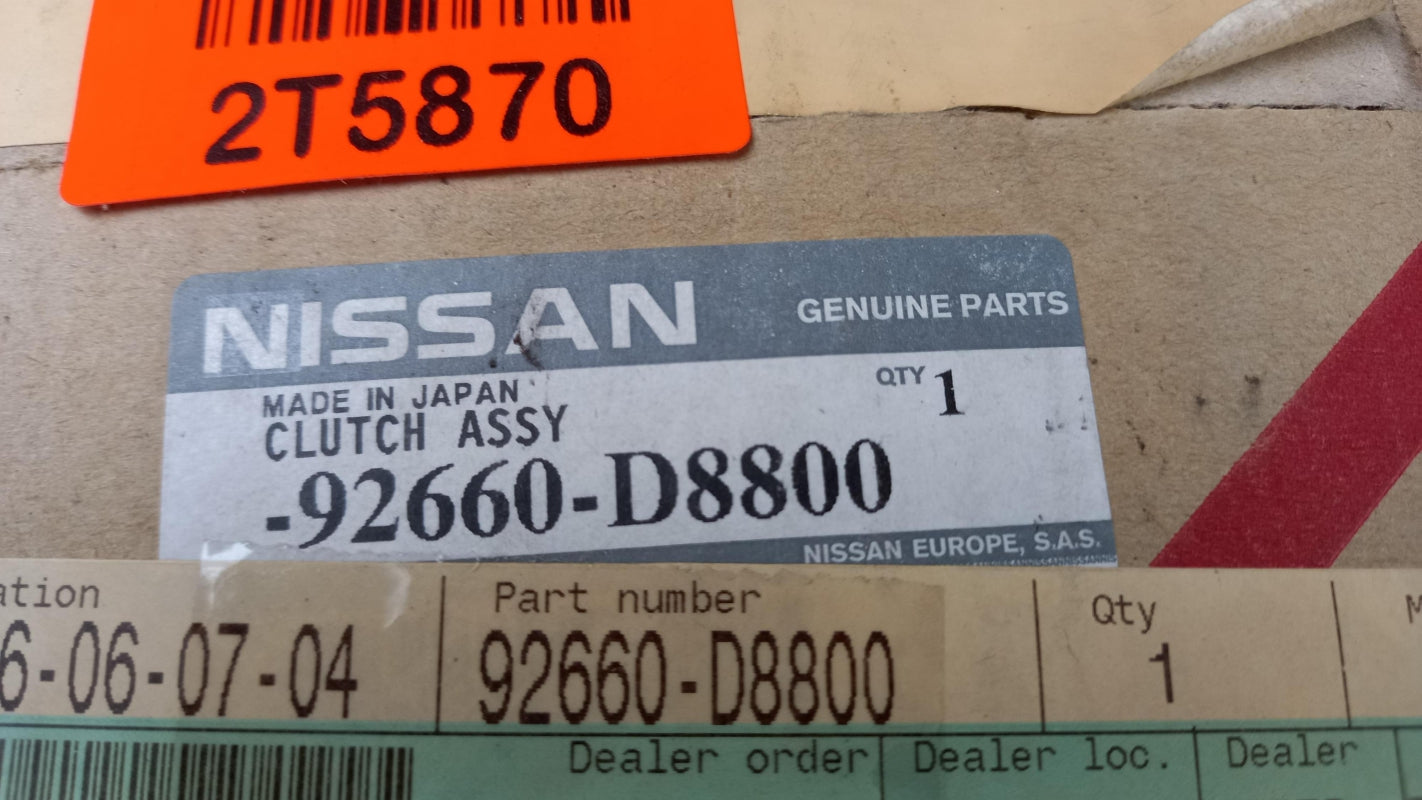 2T5870
NISSAN GENUINE PARTS
MADE IN JAPAN QTY 1
CLUTCH ASSY
-92660-D8800
NISSAN EUROPE, S.A.S.
ation Part number Qty M
6-06-07-04 92660-D8800 1
Dealer order Dealer loc. Dealer